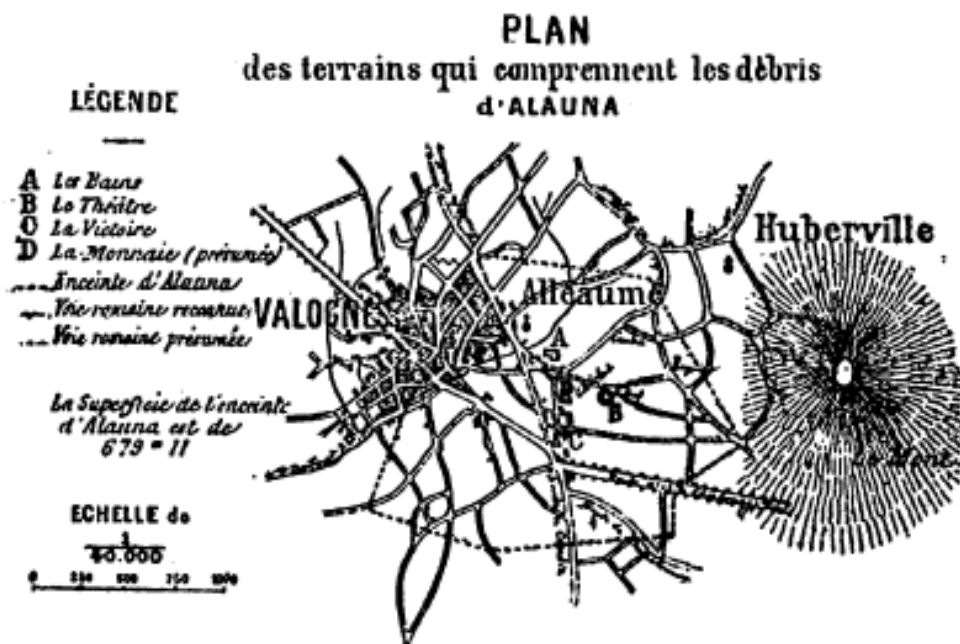 PLAN
des terrains qui comprennent les débris
d'ALAUNA
LÉGENDE
A Les Bains
B Le Théâtre
C La Victoire
D La Monnaie (présumée)
Enceinte d'Alauna
Voie romaine reconnue
Voie romaine présumée
La Superficie de l'enceinte
d'Alauna est de
679 = 11
ECHELLE de
1
40.000
0 250 500 750 1000
VALOGNES
Alleaume
Huberville
A
B
C